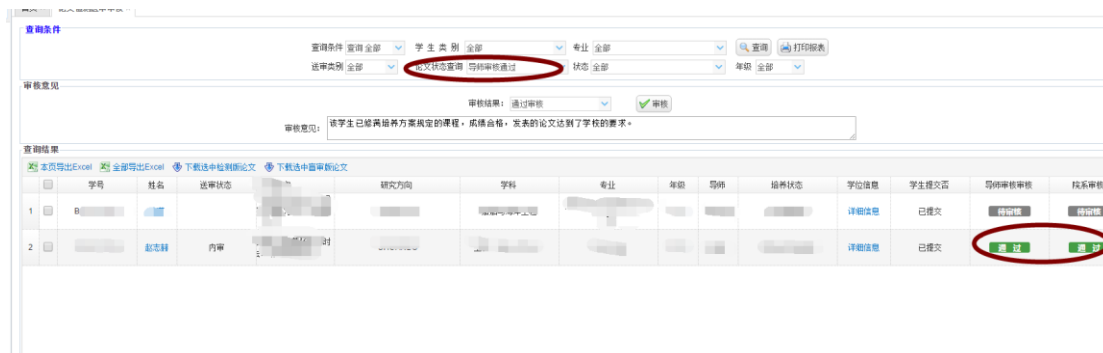 查询条件
查询条件 查询全部 学生类别 全部 专业 全部 查询 打印报表
送审类别 全部 论文状态查询 导师审核通过 状态 全部 年级 全部
审核意见
审核结果: 通过审核 审核
审核意见: 该学生已修满培养方案规定的课程,成绩合格,发表的论文达到了学校的要求。
查询结果
本页导出Excel 全部导出Excel 下载选中检测版论文 下载选中盲审版论文
学号 姓名 送审状态 研究方向 学科 专业 年级 导师 培养状态 学位信息 学生提交否 导师审核审核 院系审核
1 B 详细信息 已提交 待审核 待审核
2 赵志赫 内审 时 详细信息 已提交 通 过 通 过